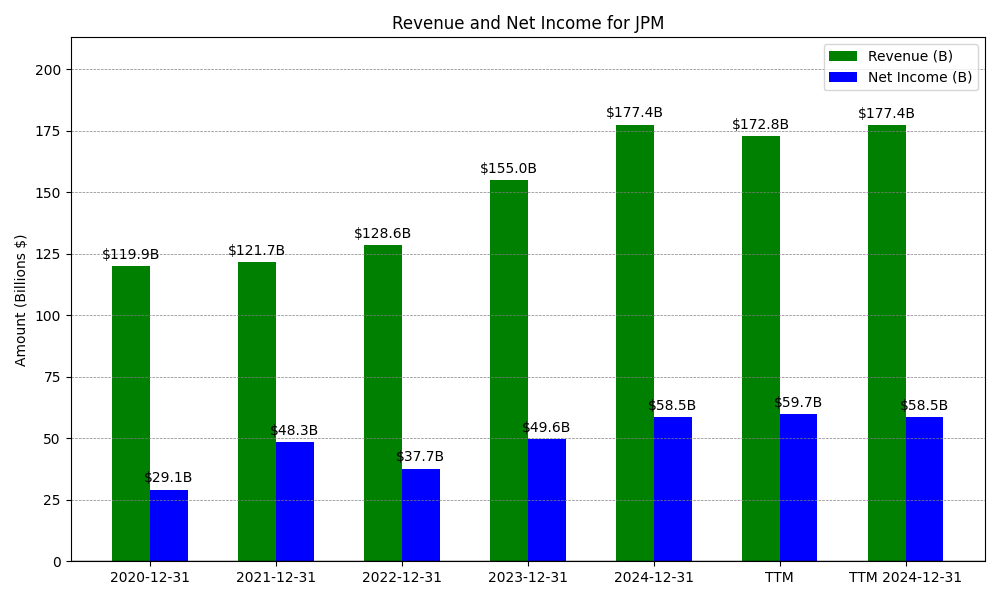 Revenue and Net Income for JPM
Revenue (B)
Net Income (B)
Amount (Billions $)
200
175
150
125
100
75
50
25
0
$119.9B
$29.1B
$121.7B
$48.3B
$128.6B
$37.7B
$155.0B
$49.6B
$177.4B
$58.5B
$172.8B
$59.7B
$177.4B
$58.5B
2020-12-31
2021-12-31
2022-12-31
2023-12-31
2024-12-31
TTM
TTM 2024-12-31